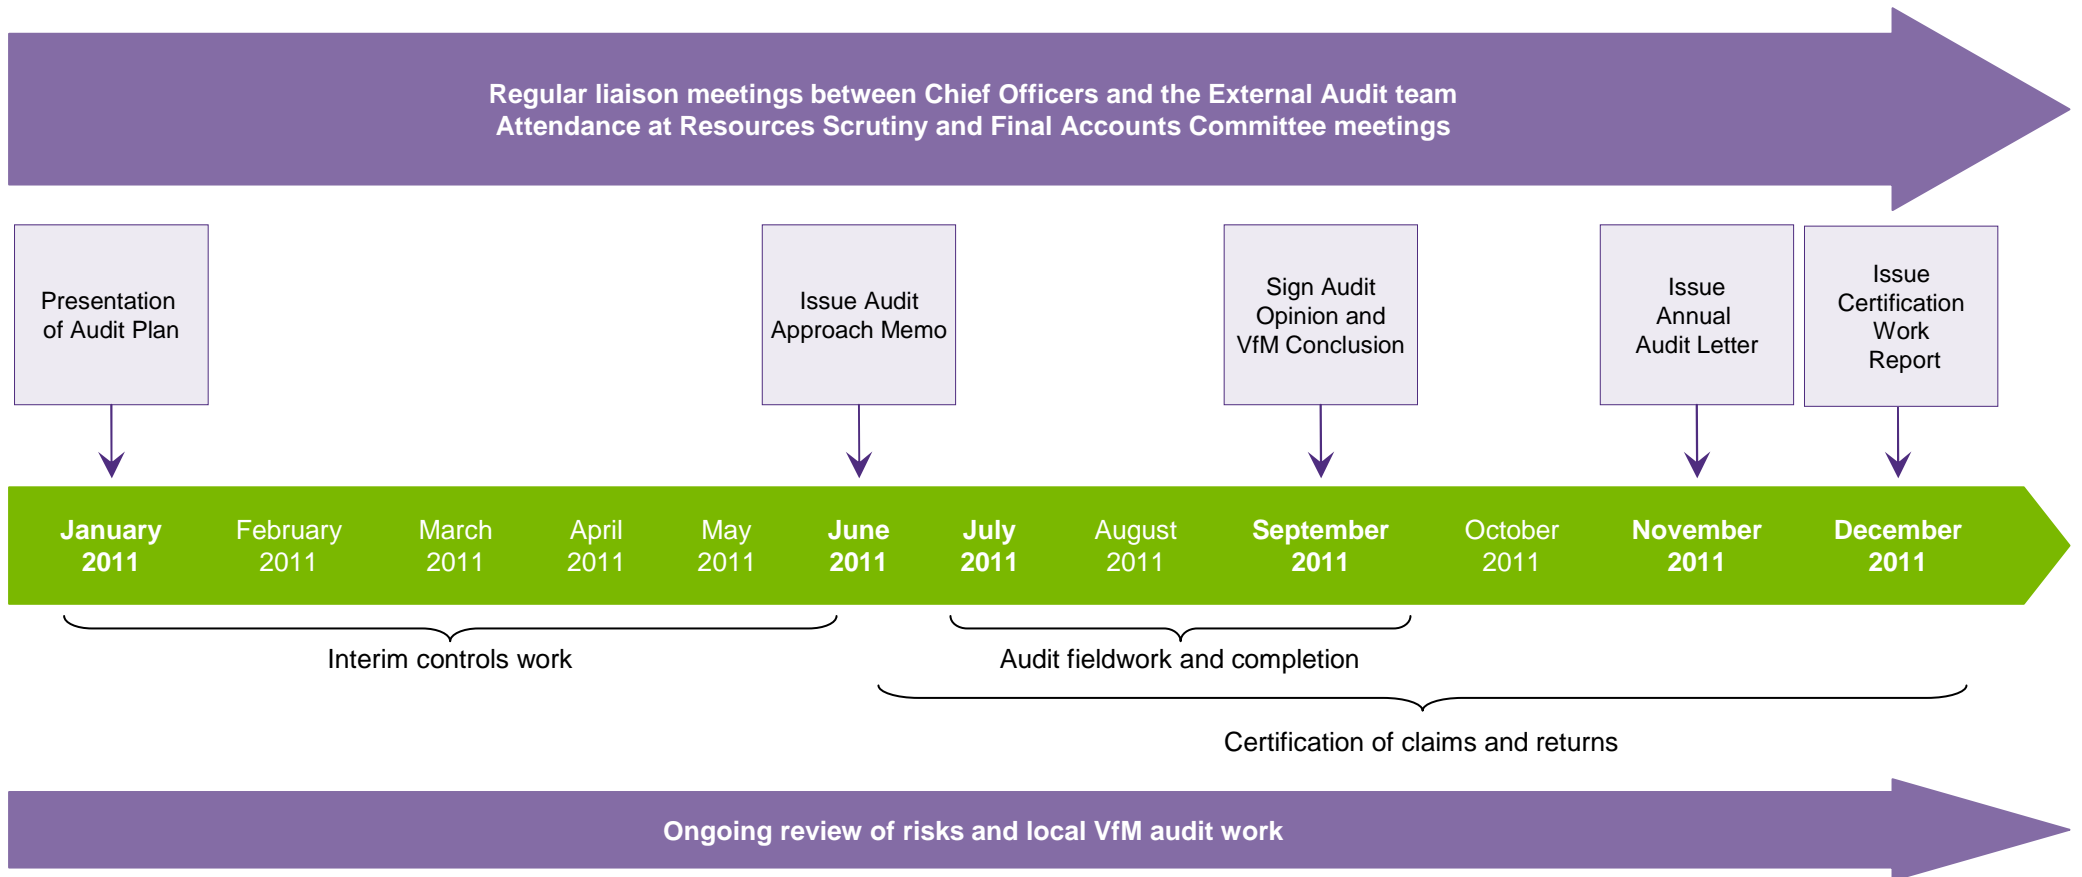 Regular liaison meetings between Chief Officers and the External Audit team
Attendance at Resources Scrutiny and Final Accounts Committee meetings
Presentation
of Audit Plan
Issue Audit
Approach Memo
Sign Audit
Opinion and
VfM Conclusion
Issue
Annual
Audit Letter
Issue
Certification
Work
Report
January
2011
February
2011
March
2011
April
2011
May
2011
June
2011
July
2011
August
2011
September
2011
October
2011
November
2011
December
2011
Interim controls work
Audit fieldwork and completion
Certification of claims and returns
Ongoing review of risks and local VfM audit work